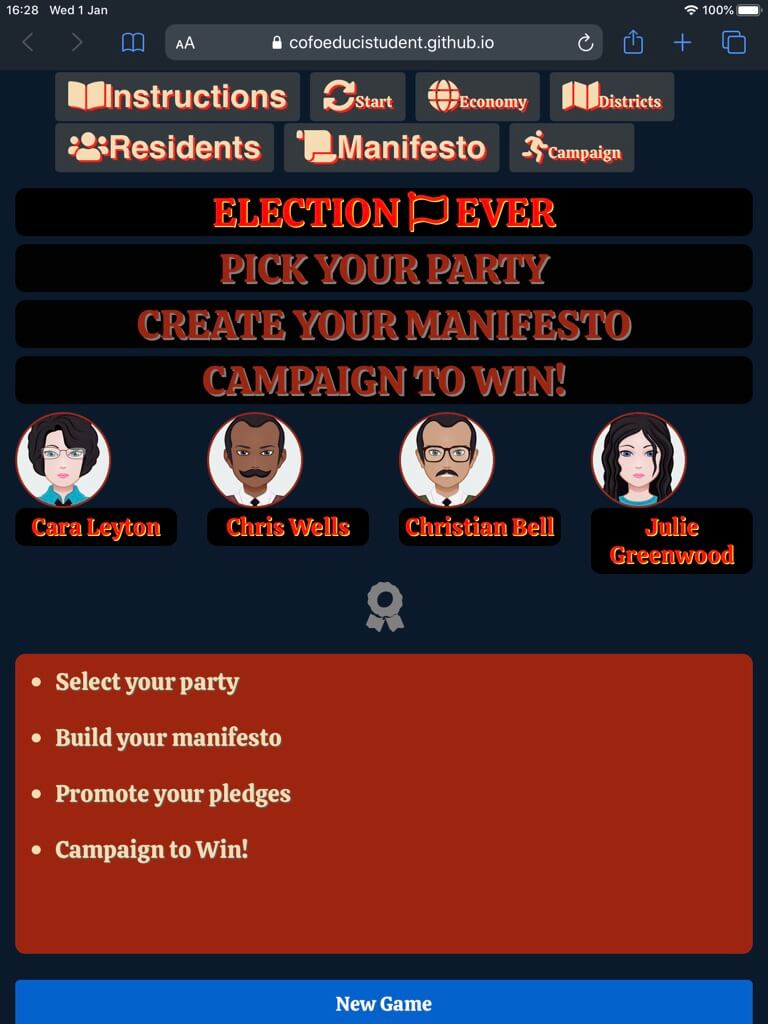 16:28 Wed 1 Jan 100%
AA cofoeducistudent.github.io
Instructions Start Economy Districts
Residents Manifesto Campaign
ELECTION EVER
PICK YOUR PARTY
CREATE YOUR MANIFESTO
CAMPAIGN TO WIN!
Cara Leyton Chris Wells Christian Bell Julie
Greenwood
• Select your party
• Build your manifesto
• Promote your pledges
• Campaign to Win!
New Game